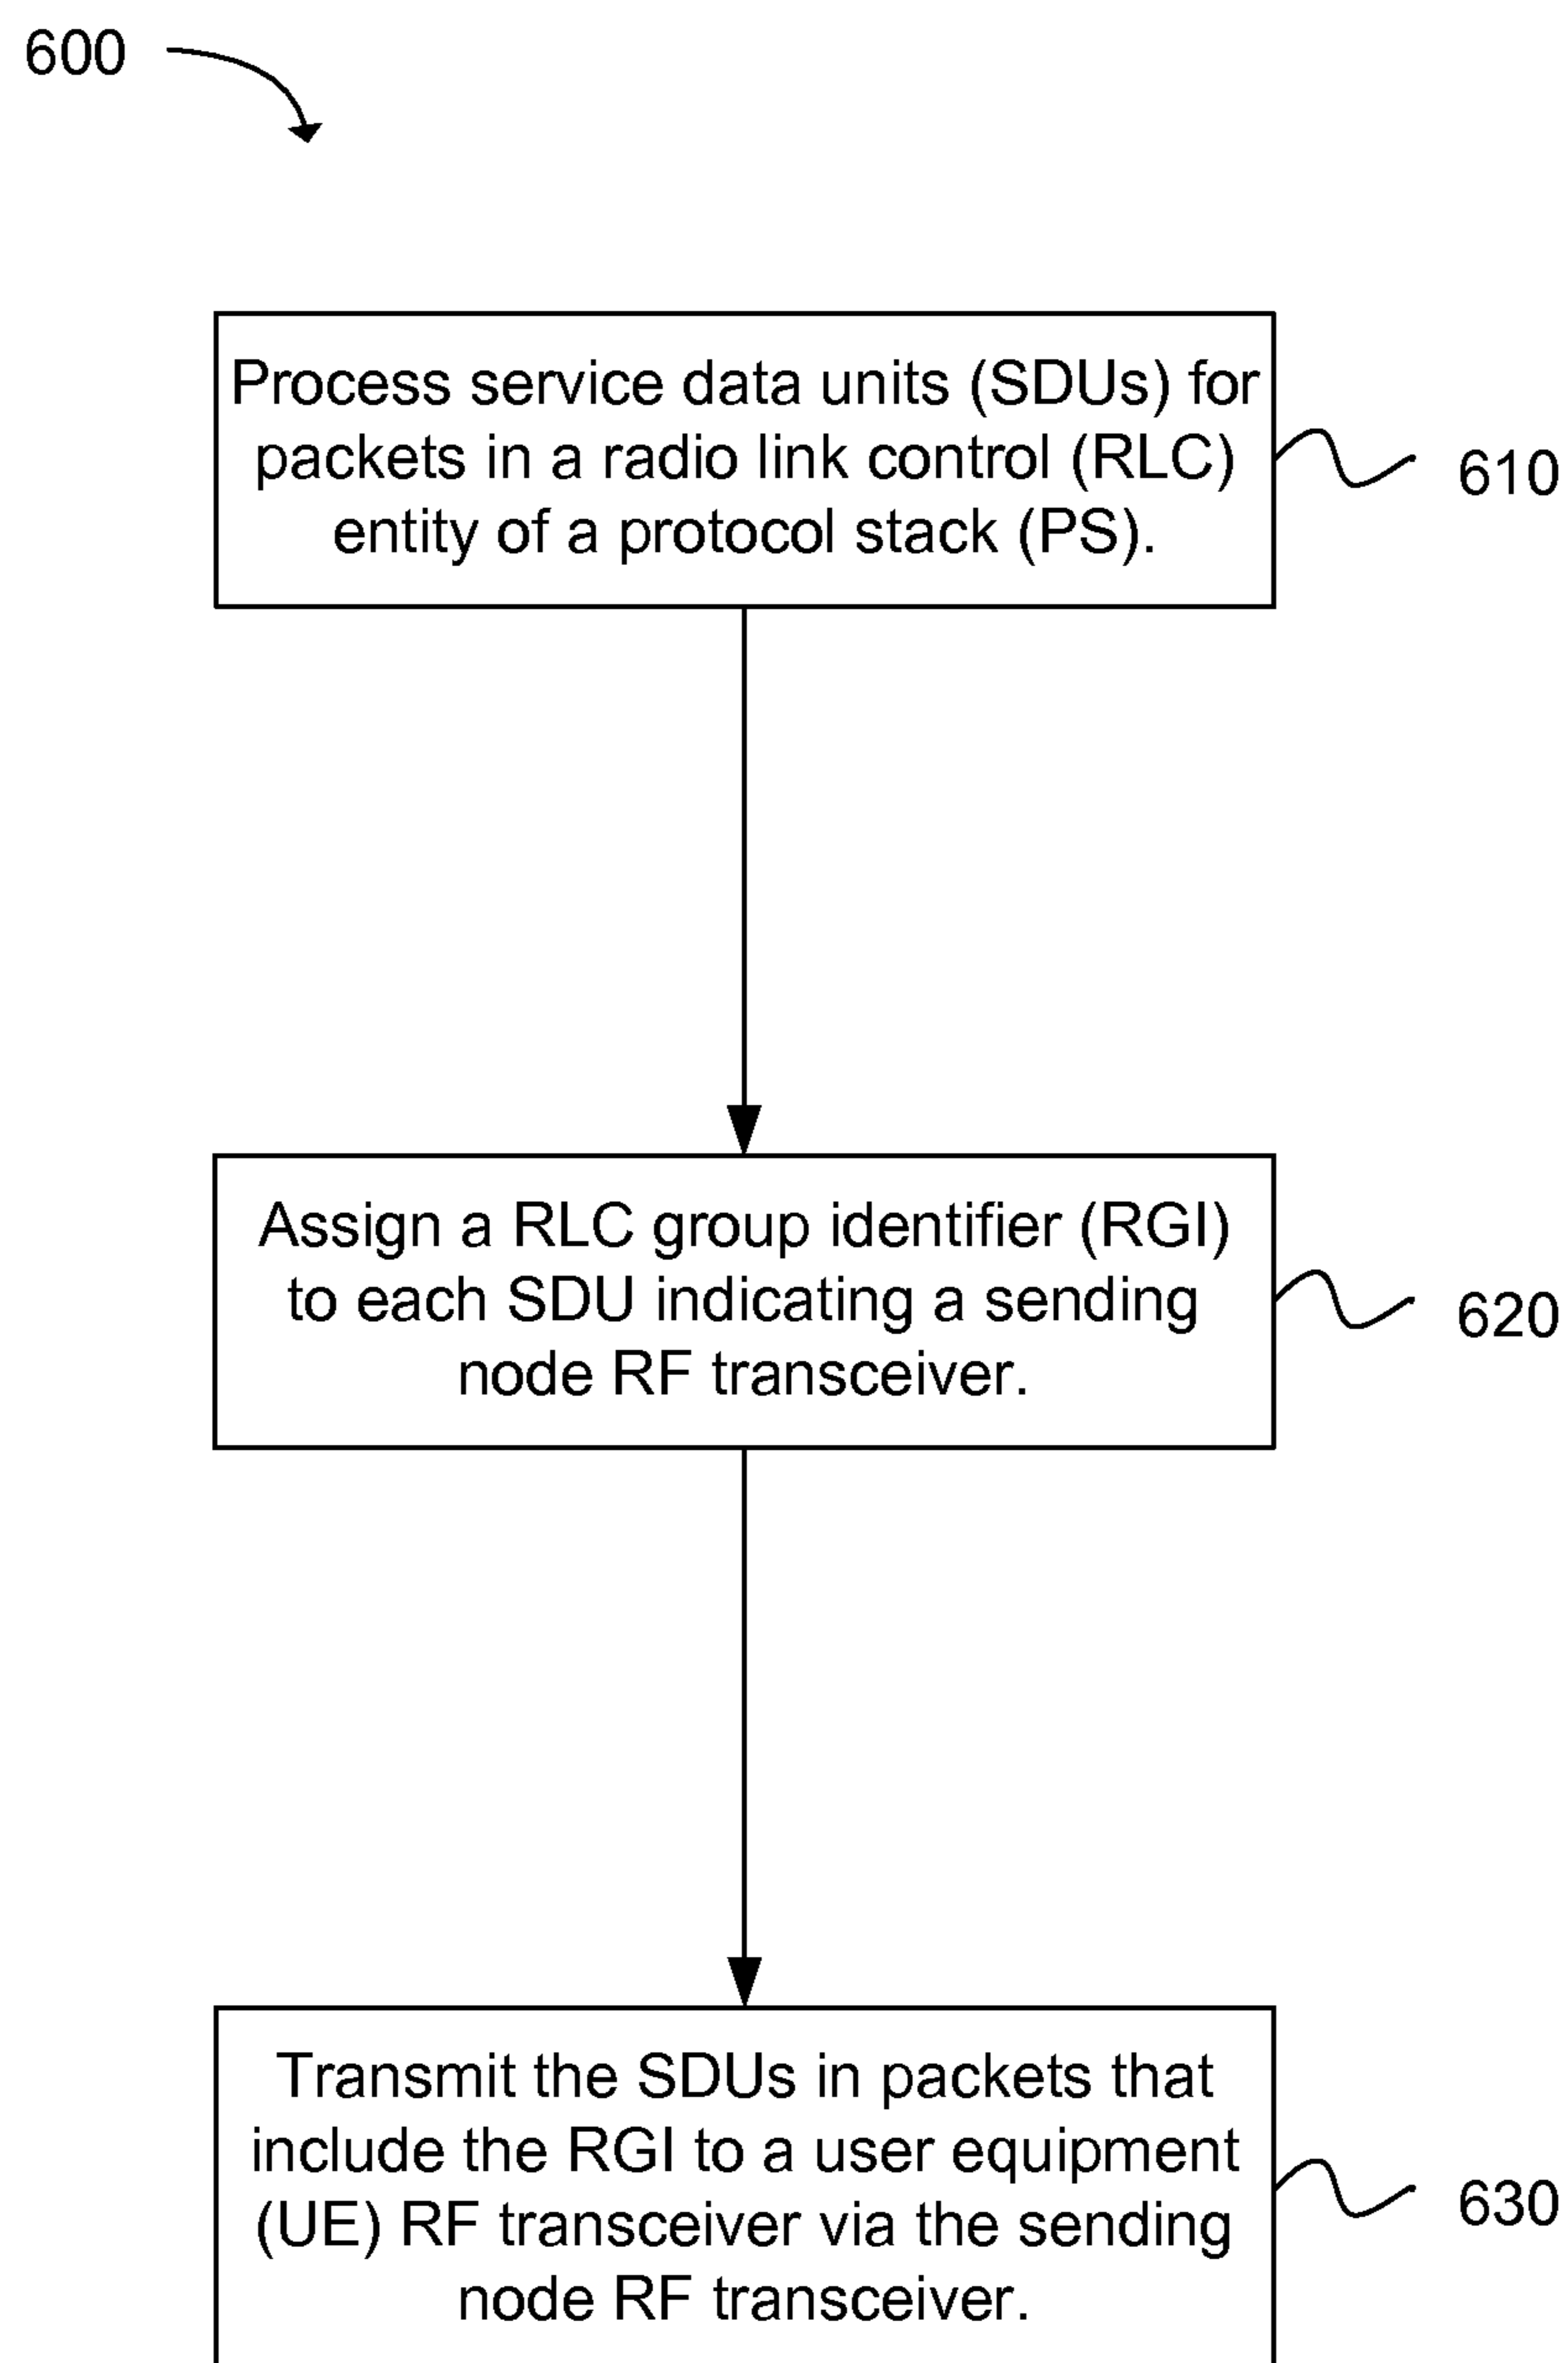 600
Process service data units (SDUs) for
packets in a radio link control (RLC)
entity of a protocol stack (PS).
610
Assign a RLC group identifier (RGI)
to each SDU indicating a sending
node RF transceiver.
620
Transmit the SDUs in packets that
include the RGI to a user equipment
(UE) RF transceiver via the sending
node RF transceiver.
630